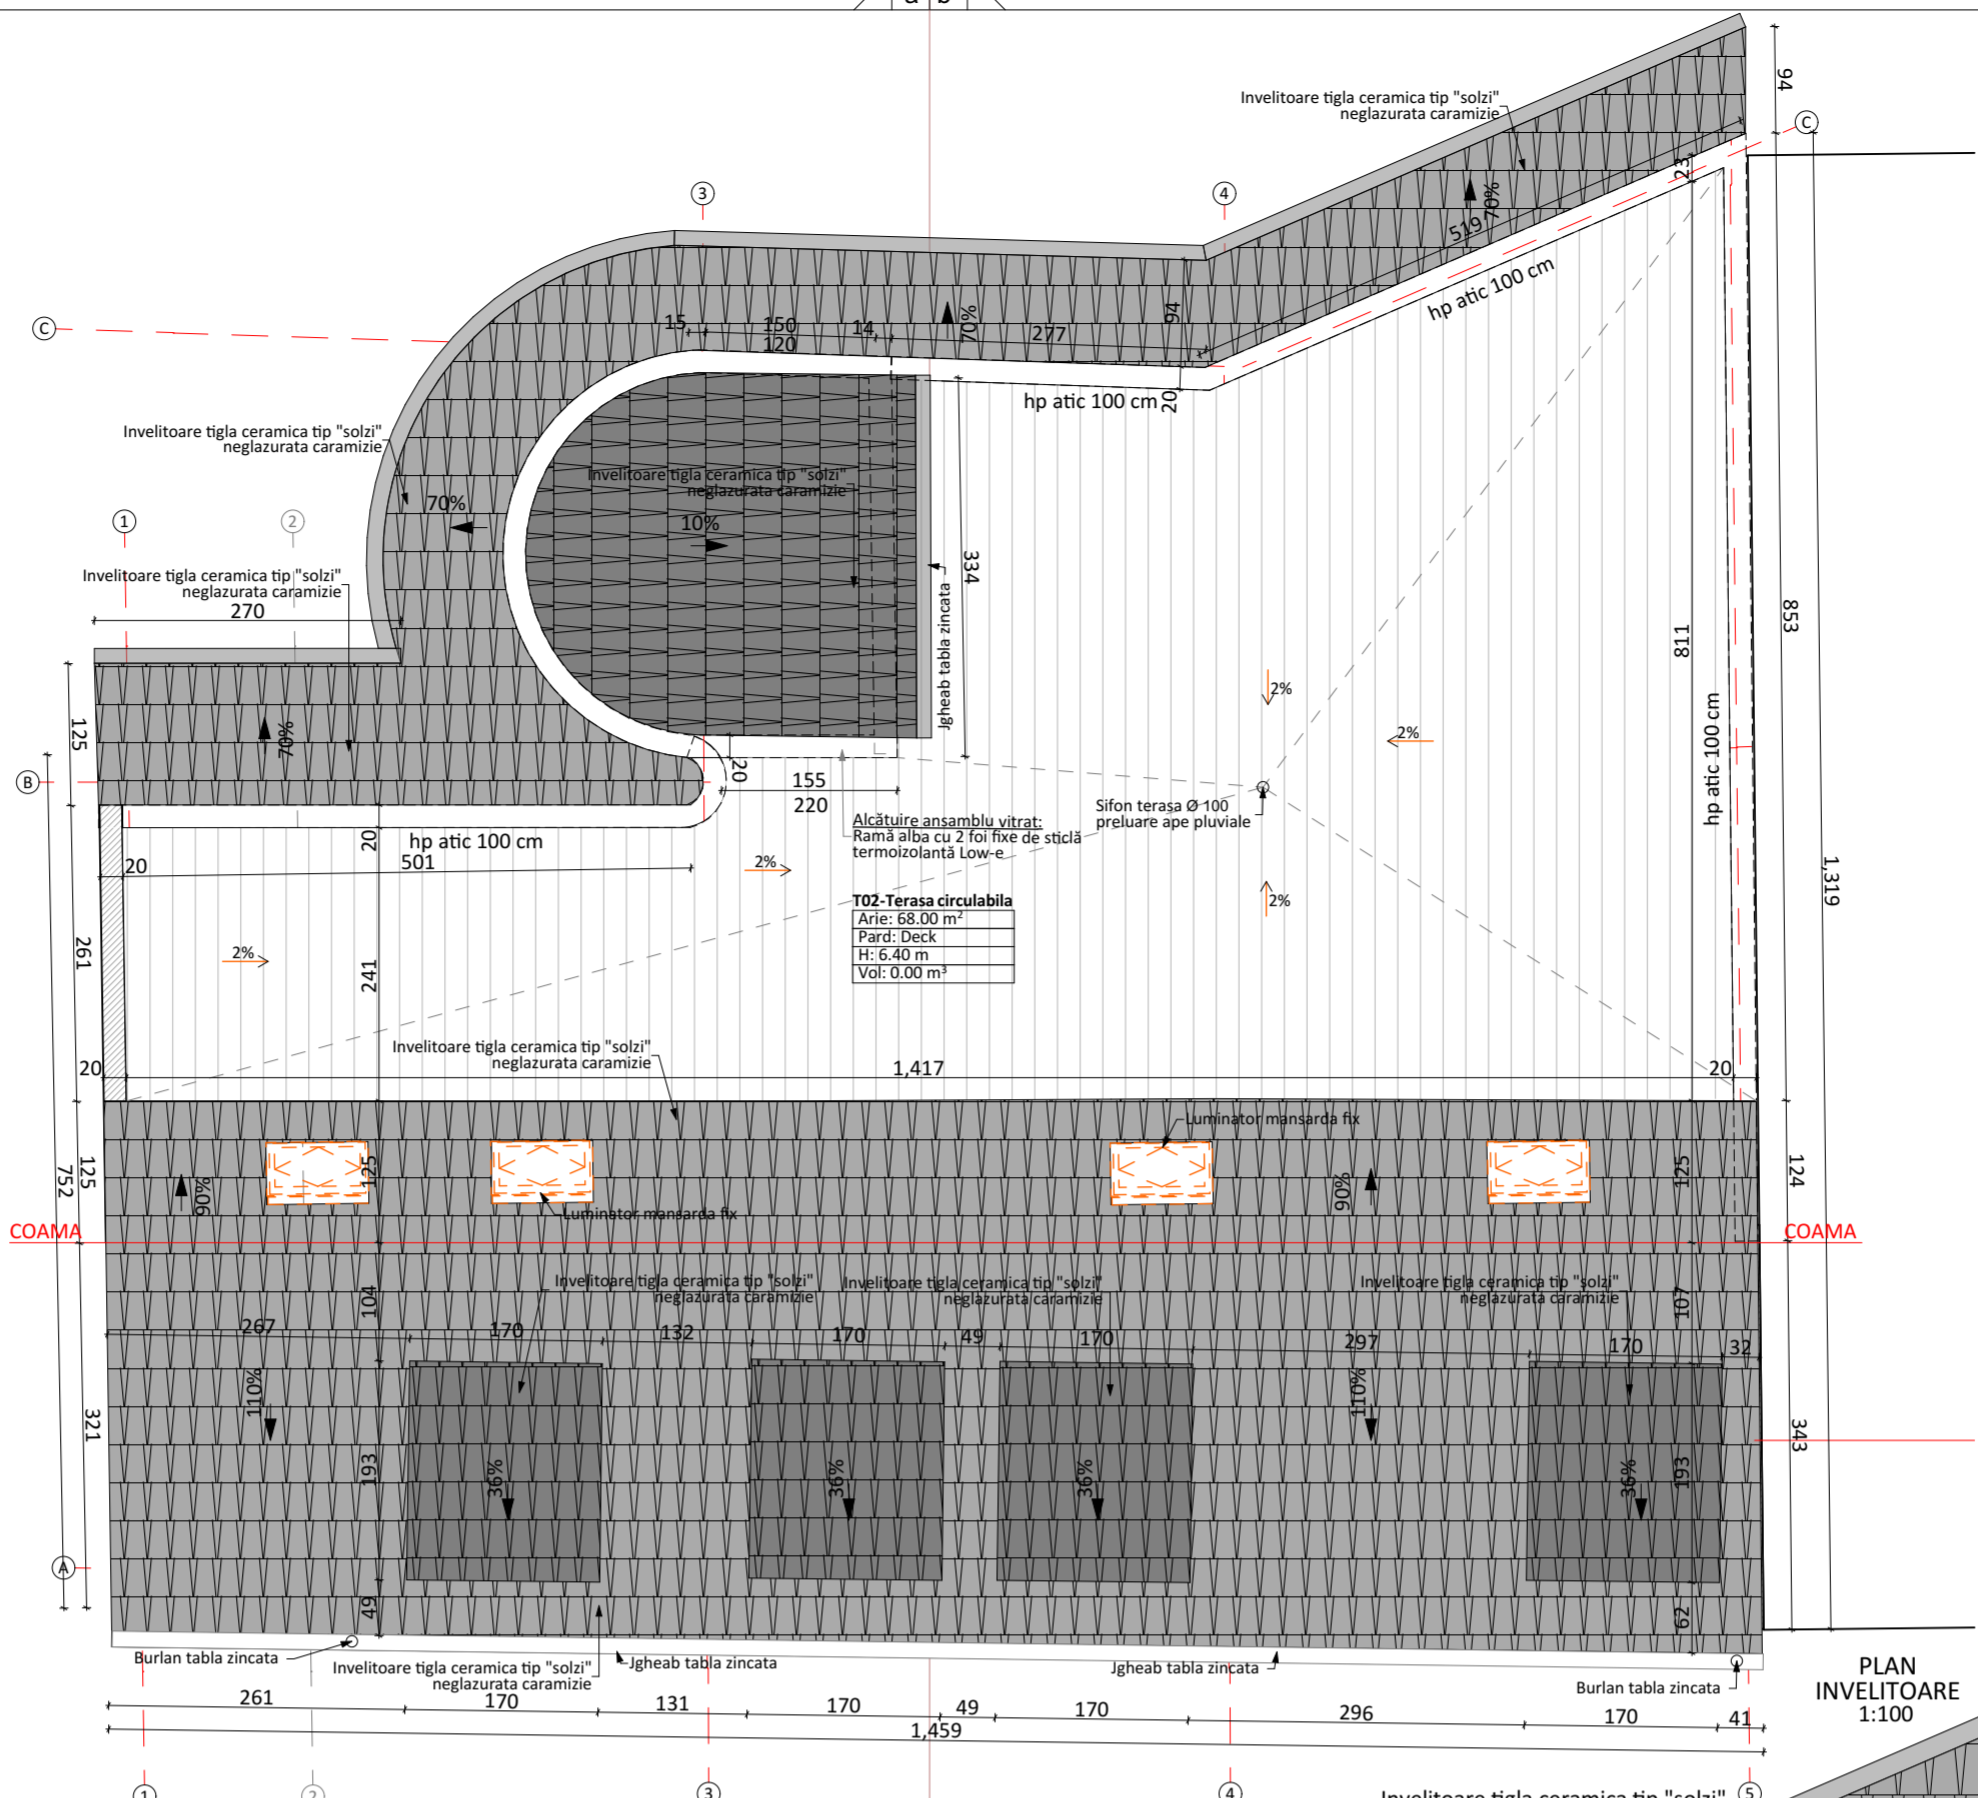 a b
94
Invelitoare tigla ceramica tip "solzi"
neglazurata caramizie
C
23
3
4
70%
519
hp atic 100 cm
C
94
15
150
14
120
70%
277
20
hp atic 100 cm
Invelitoare tigla ceramica tip "solzi"
neglazurata caramizie
Invelitoare tigla ceramica tip "solzi"
neglazurata caramizie
70%
10%
1
2
334
Invelitoare tigla ceramica tip "solzi"
neglazurata caramizie
270
Jgheab tabla zincata
853
811
2%
125
70%
2%
hp atic 100 cm
B
20
155
220
Sifon terasa Ø 100
preluare ape pluviale
Alcătuire ansamblu vitrat:
Ramă alba cu 2 foi fixe de sticlă
termoizolantă Low-e
20
hp atic 100 cm
501
20
2%
1,319
2%
T02-Terasa circulabila
Arie: 68.00 m²
Pard: Deck
H: 6.40 m
Vol: 0.00 m³
261
2%
241
Invelitoare tigla ceramica tip "solzi"
neglazurata caramizie
20
1,417
20
Luminator mansarda fix
125
752
125
90%
90%
125
124
Luminator mansarda fix
COAMA
COAMA
Invelitoare tigla ceramica tip "solzi"
neglazurata caramizie
Invelitoare tigla ceramica tip "solzi"
neglazurata caramizie
Invelitoare tigla ceramica tip "solzi"
neglazurata caramizie
104
107
267
170
132
170
49
170
297
170
32
110%
110%
321
343
193
36%
36%
36%
36%
193
A
49
62
Burlan tabla zincata
Invelitoare tigla ceramica tip "solzi"
neglazurata caramizie
Jgheab tabla zincata
Jgheab tabla zincata
Burlan tabla zincata
PLAN
INVELITOARE
1:100
261
170
131
170
49
170
296
170
41
1,459
1
2
3
4
5
Invelitoare tigla ceramica tip "solzi"